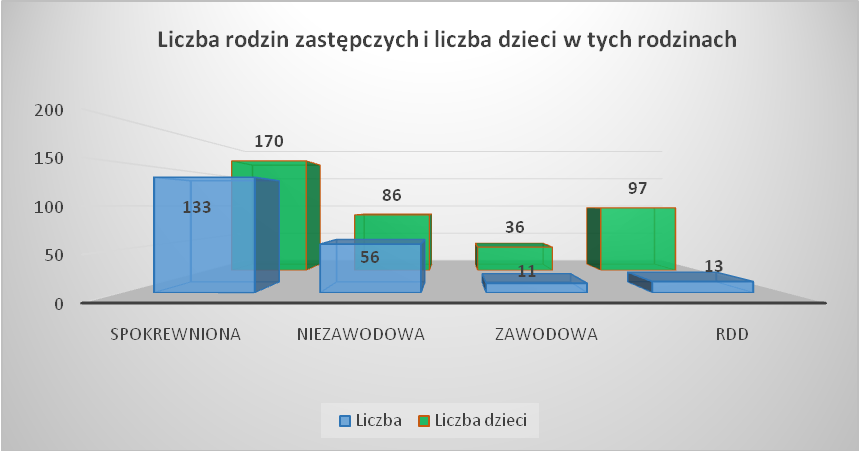 Liczba rodzin zastępczych i liczba dzieci w tych rodzinach
200
150
100
50
0
170
133
86
56
36
11
97
13
SPOKREWNIONA
NIEZAWODOWA
ZAWODOWA
RDD
Liczba
Liczba dzieci